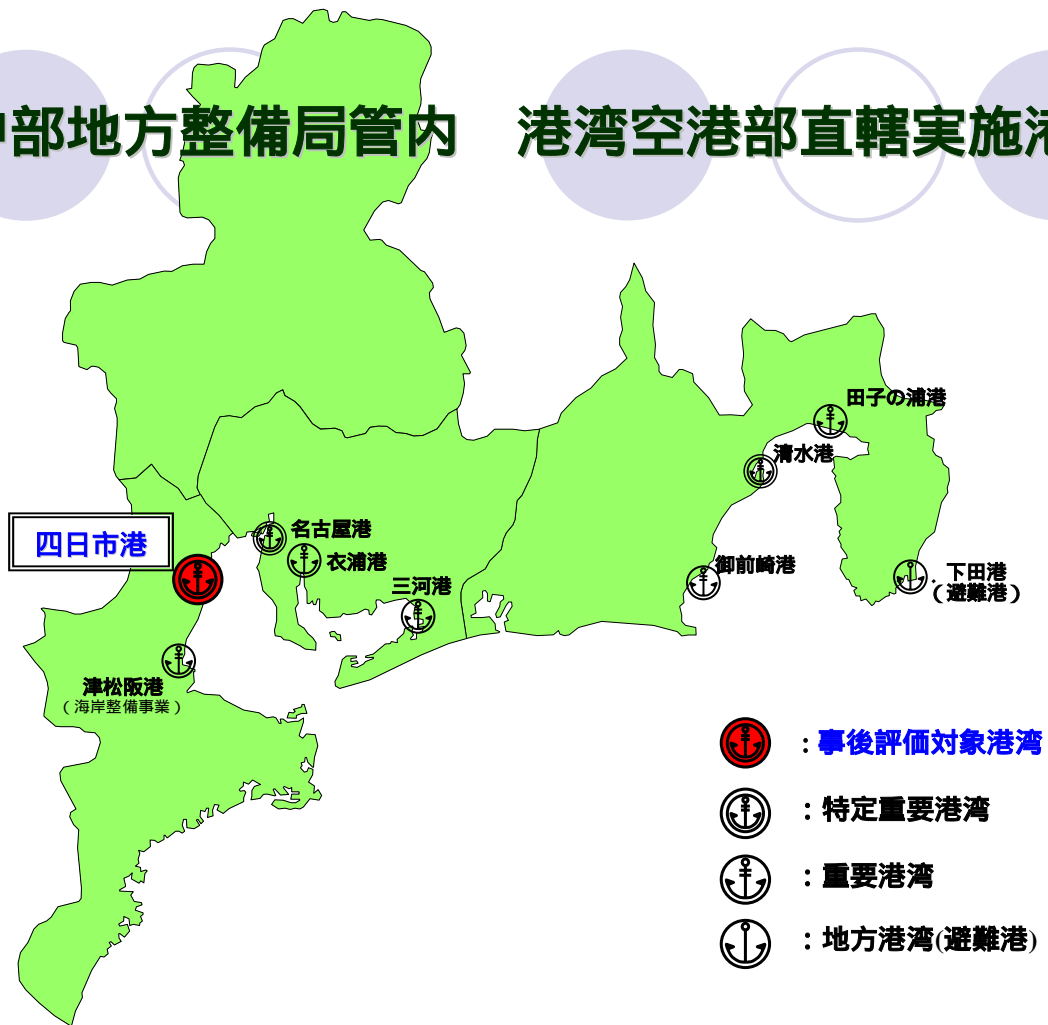 中部地方整備局管内　港湾空港部直轄実施港
田子の浦港
清水港
四日市港
名古屋港
衣浦港
三河港
御前崎港
下田港
（避難港）
津松阪港
（海岸整備事業）
：事後評価対象港湾
：特定重要港湾
：重要港湾
：地方港湾(避難港)